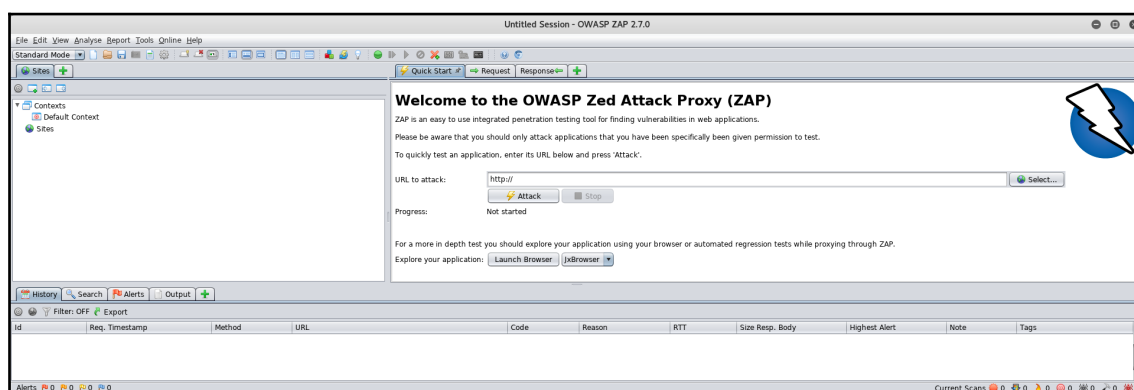 Untitled Session - OWASP ZAP 2.7.0
File Edit View Analyse Report Tools Online Help
Standard Mode
Sites
Quick Start
Request
Response
Contexts
Default Context
Sites
Welcome to the OWASP Zed Attack Proxy (ZAP)
ZAP is an easy to use integrated penetration testing tool for finding vulnerabilities in web applications.
Please be aware that you should only attack applications that you have been specifically been given permission to test.
To quickly test an application, enter its URL below and press 'Attack'.
URL to attack: http:// Select...
Attack Stop
Progress: Not started
For a more in depth test you should explore your application using your browser or automated regression tests while proxying through ZAP.
Explore your application: Launch Browser JxBrowser
History Search Alerts Output
Filter: OFF Export
Id Req. Timestamp Method URL Code Reason RTT Size Resp. Body Highest Alert Note Tags
Alerts 0 0 0 0 Current Scans 0 0 0 0 0 0